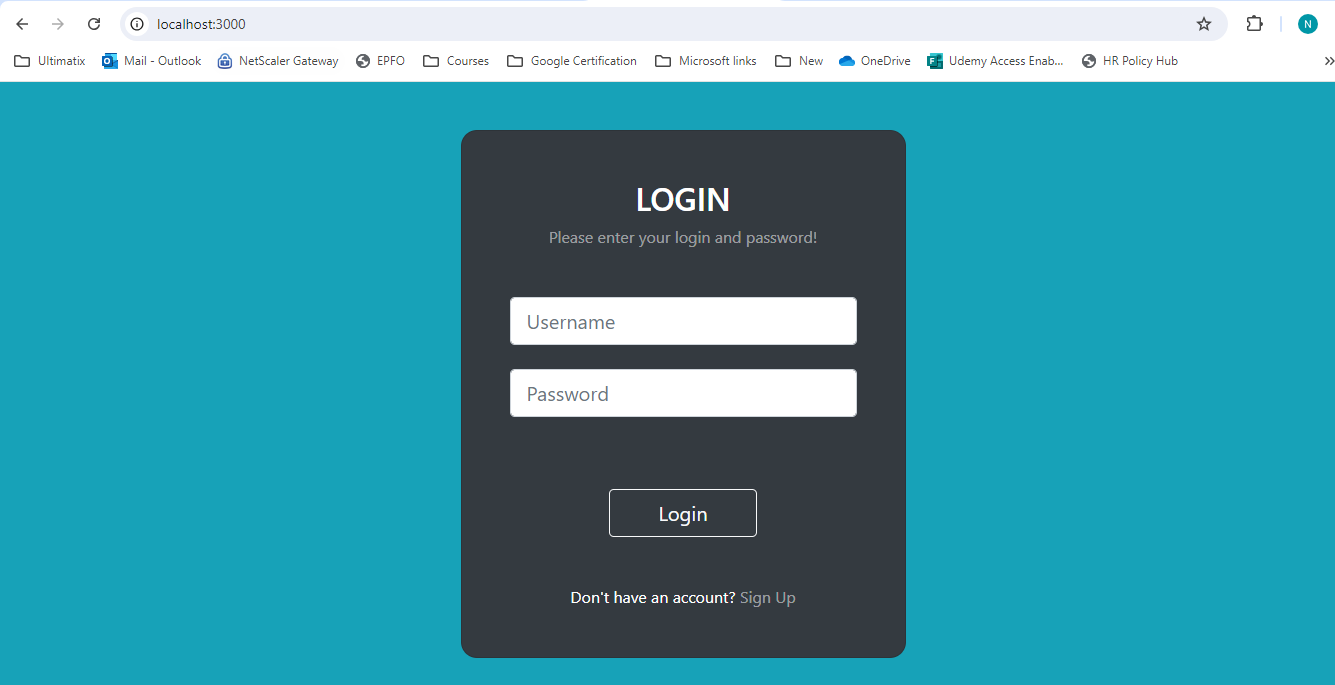 localhost:3000
N
Ultimatix Mail - Outlook NetScaler Gateway EPFO Courses Google Certification Microsoft links New OneDrive Udemy Access Enab... HR Policy Hub
LOGIN
Please enter your login and password!
Username
Password
Login
Don't have an account? Sign Up